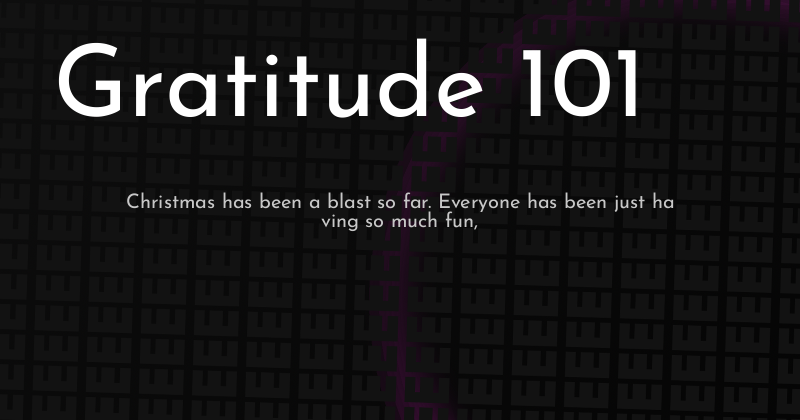 Gratitude 101
Christmas has been a blast so far. Everyone has been just ha
ving so much fun,